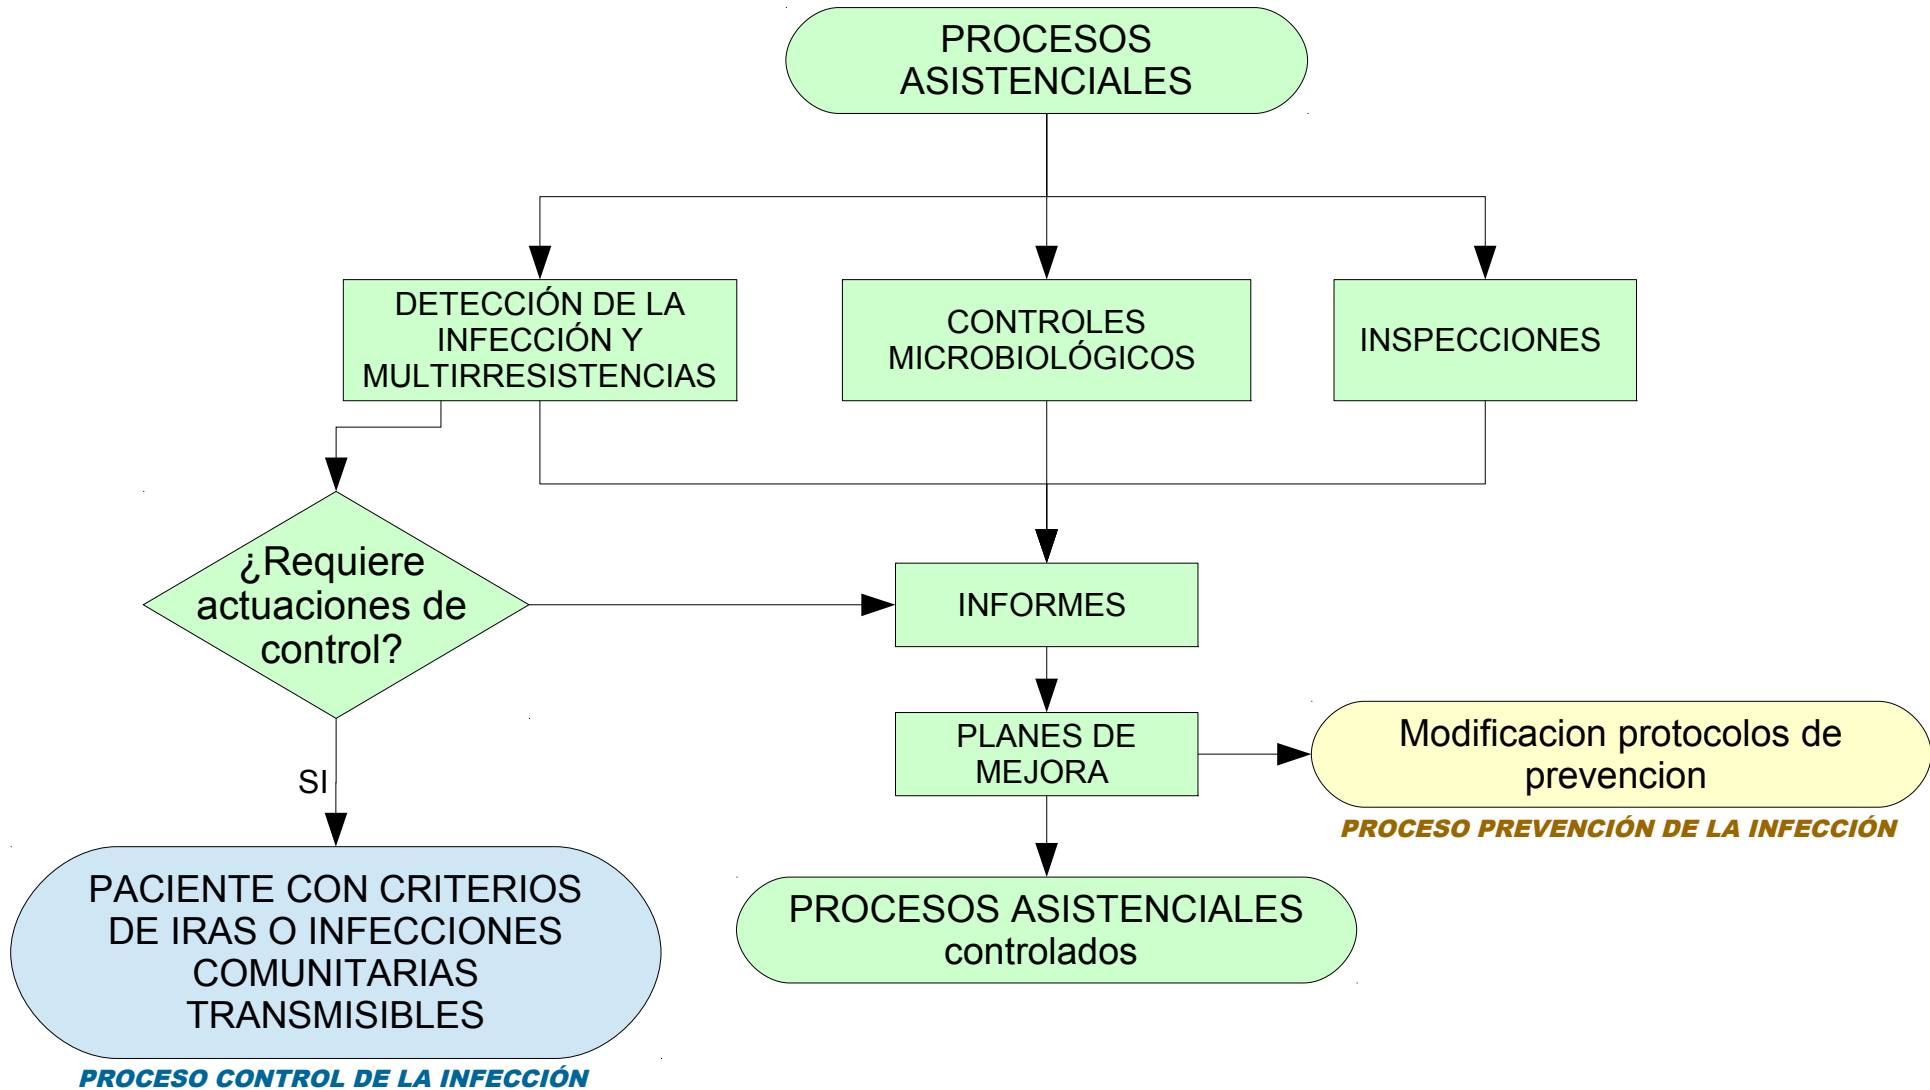 PROCESOS
ASISTENCIALES
DETECCIÓN DE LA
INFECCIÓN Y
MULTIRRESISTENCIAS
CONTROLES
MICROBIOLÓGICOS
INSPECCIONES
¿Requiere
actuaciones de
control?
INFORMES
PLANES DE
MEJORA
Modificacion protocolos de
prevencion
PROCESO PREVENCIÓN DE LA INFECCIÓN
SI
PACIENTE CON CRITERIOS
DE IRAS O INFECCIONES
COMUNITARIAS
TRANSMISIBLES
PROCESO CONTROL DE LA INFECCIÓN
PROCESOS ASISTENCIALES
controlados